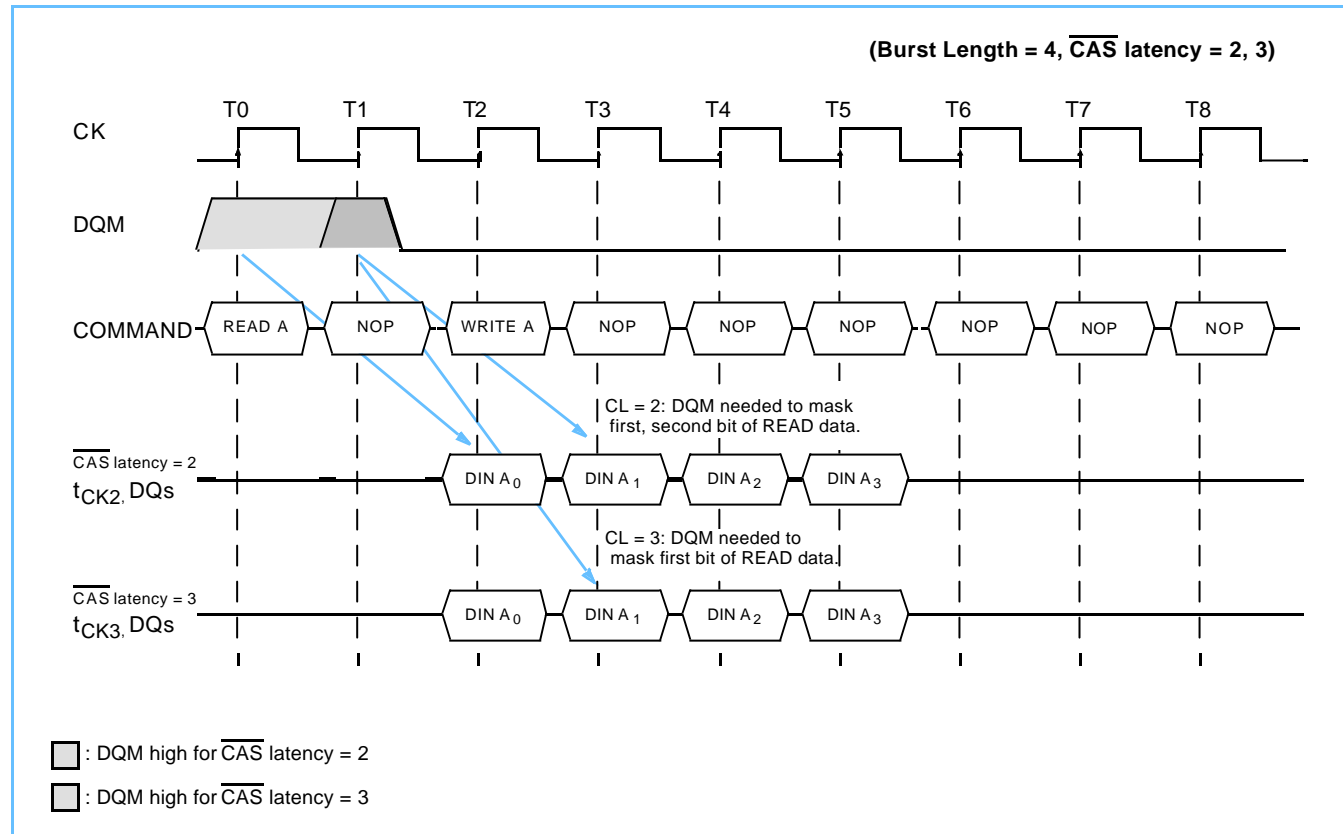 (Burst Length = 4, CAS latency = 2, 3)
T0 T1 T2 T3 T4 T5 T6 T7 T8
CK
DQM
COMMAND READ A NOP WRITE A NOP NOP NOP NOP NOP NOP
CL = 2: DQM needed to mask
first, second bit of READ data.
CAS latency = 2
tCK2, DQs DIN A0 DIN A1 DIN A2 DIN A3
CL = 3: DQM needed to
mask first bit of READ data.
CAS latency = 3
tCK3, DQs DIN A0 DIN A1 DIN A2 DIN A3
: DQM high for CAS latency = 2
: DQM high for CAS latency = 3